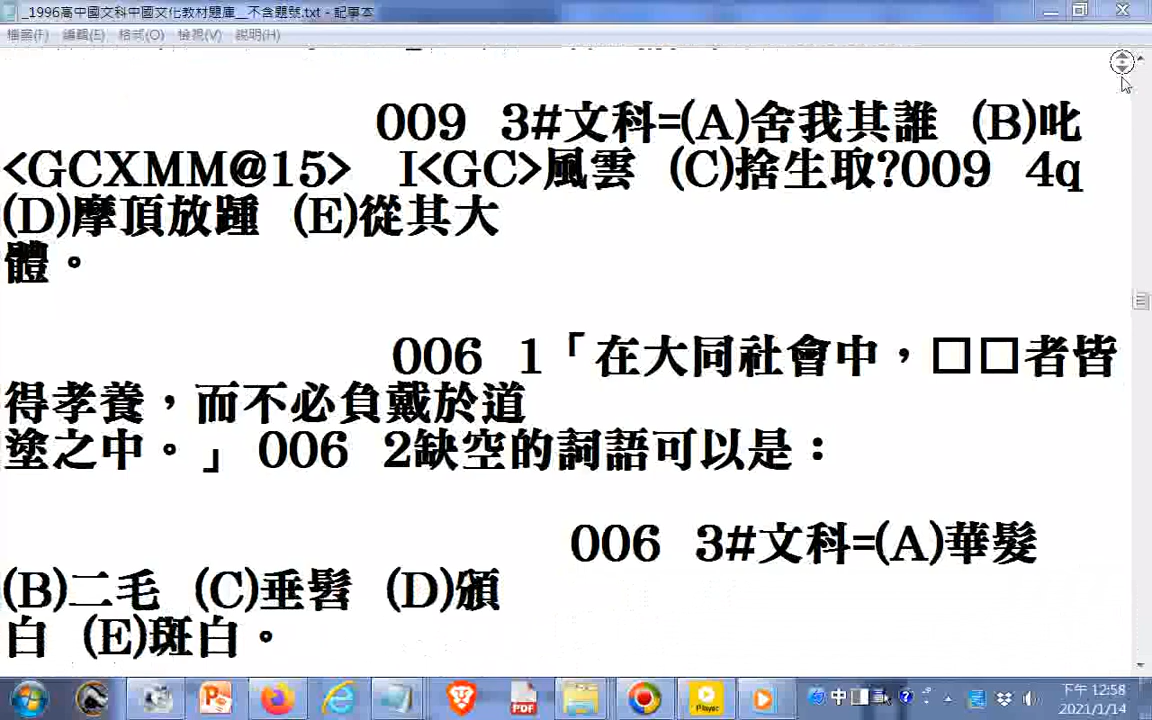 _1996高中國文科中國文化教材題庫__不含題號.txt - 記事本
檔案(F) 編輯(E) 格式(O) 檢視(V) 說明(H)
009 3#文科=(A)舍我其誰 (B)叱
<GCXMM@15> I<GC>風雲 (C)捨生取?009 4q
(D)摩頂放踵 (E)從其大
體。
006 1「在大同社會中，□□者皆
得孝養，而不必負戴於道
塗之中。」006 2缺空的詞語可以是：
006 3#文科=(A)華髮
(B)二毛 (C)垂髫 (D)頒
白 (E)斑白。
PDF
Player
中
下午 12:58
2021/1/14